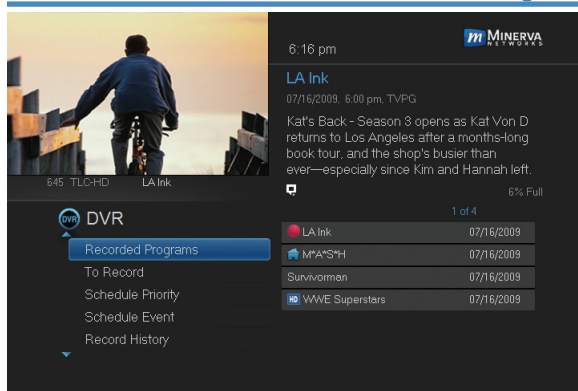 6:16 pm
m MINERVA
NETWORKS
LA Ink
07/16/2009, 6:00 pm, TVPG
Kat's Back - Season 3 opens as Kat Von D
returns to Los Angeles after a months-long
book tour, and the shop's busier than
ever—especially since Kim and Hannah left.
645 TLC-HD LA Ink
6% Full
DVR DVR
1 of 4
Recorded Programs
To Record
Schedule Priority
Schedule Event
Record History
LA Ink 07/16/2009
M*A*S*H 07/16/2009
Survivorman 07/16/2009
HD WWE Superstars 07/16/2009